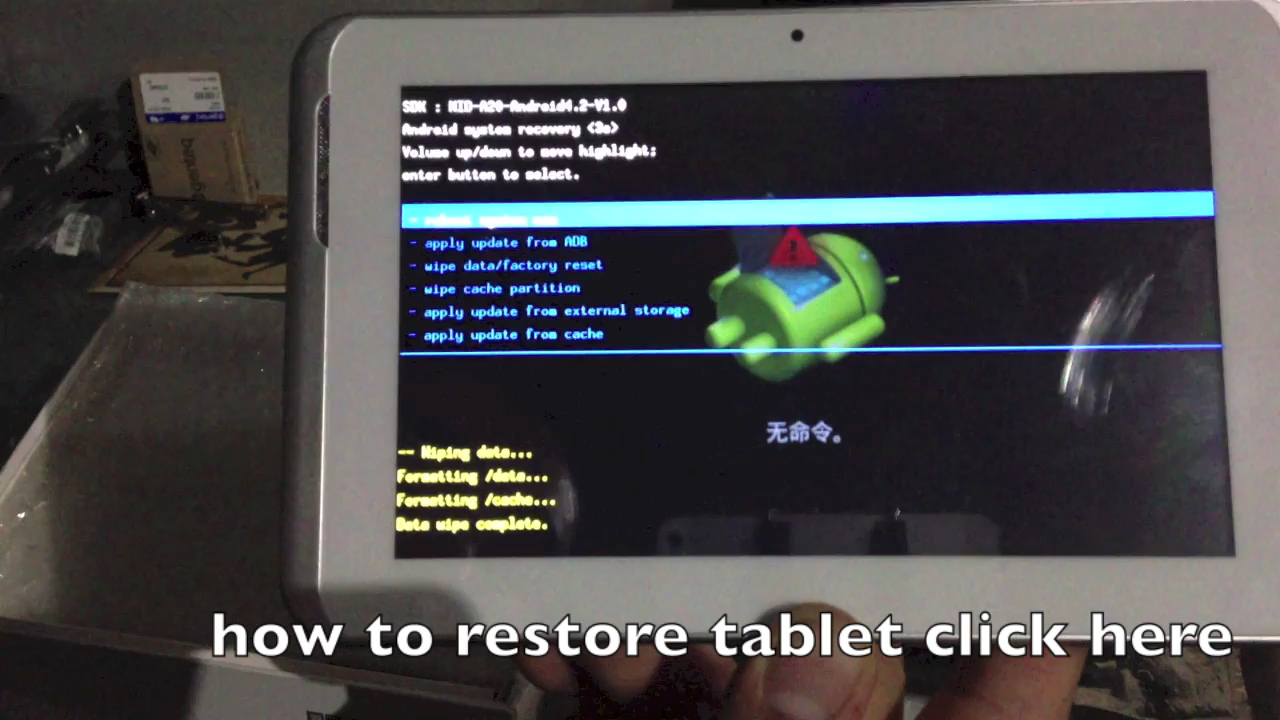 SDK : MID-A20-Android4.2-V1.0
Android system recovery <3e>
Volume up/down to move highlight;
enter button to select.
- reboot system now
- apply update from ADB
- wipe data/factory reset
- wipe cache partition
- apply update from external storage
- apply update from cache
无命令。
-- Wiping data...
Formatting /data...
Formatting /cache...
Data wipe complete.
how to restore tablet click here